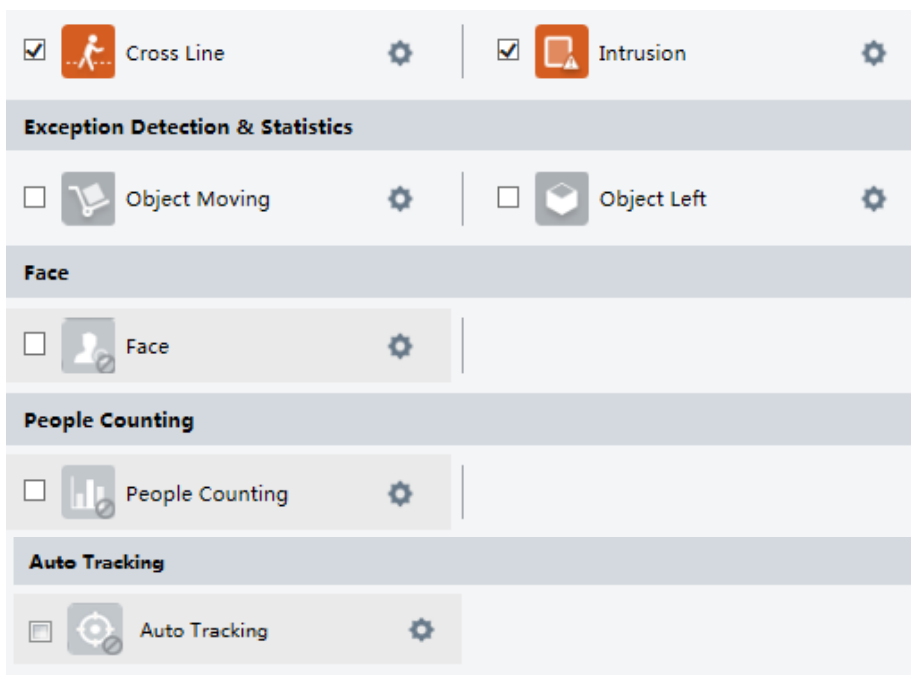 Cross Line
Intrusion
Exception Detection & Statistics
Object Moving
Object Left
Face
Face
People Counting
People Counting
Auto Tracking
Auto Tracking